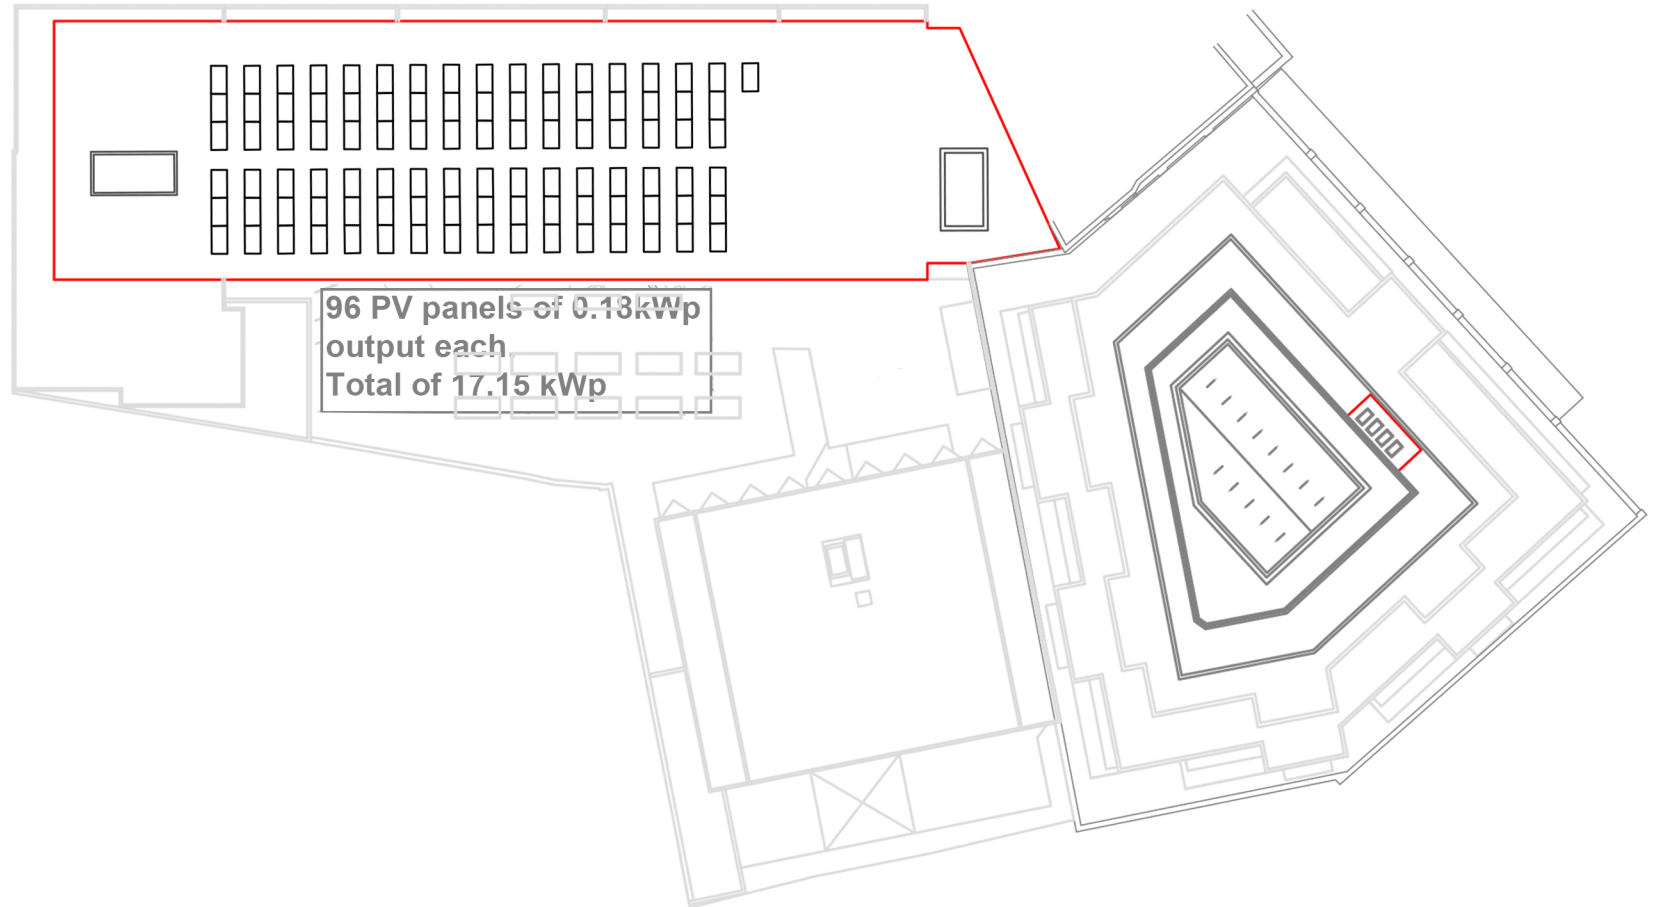 96 PV panels of 0.18kWp
output each.
Total of 17.15 kWp